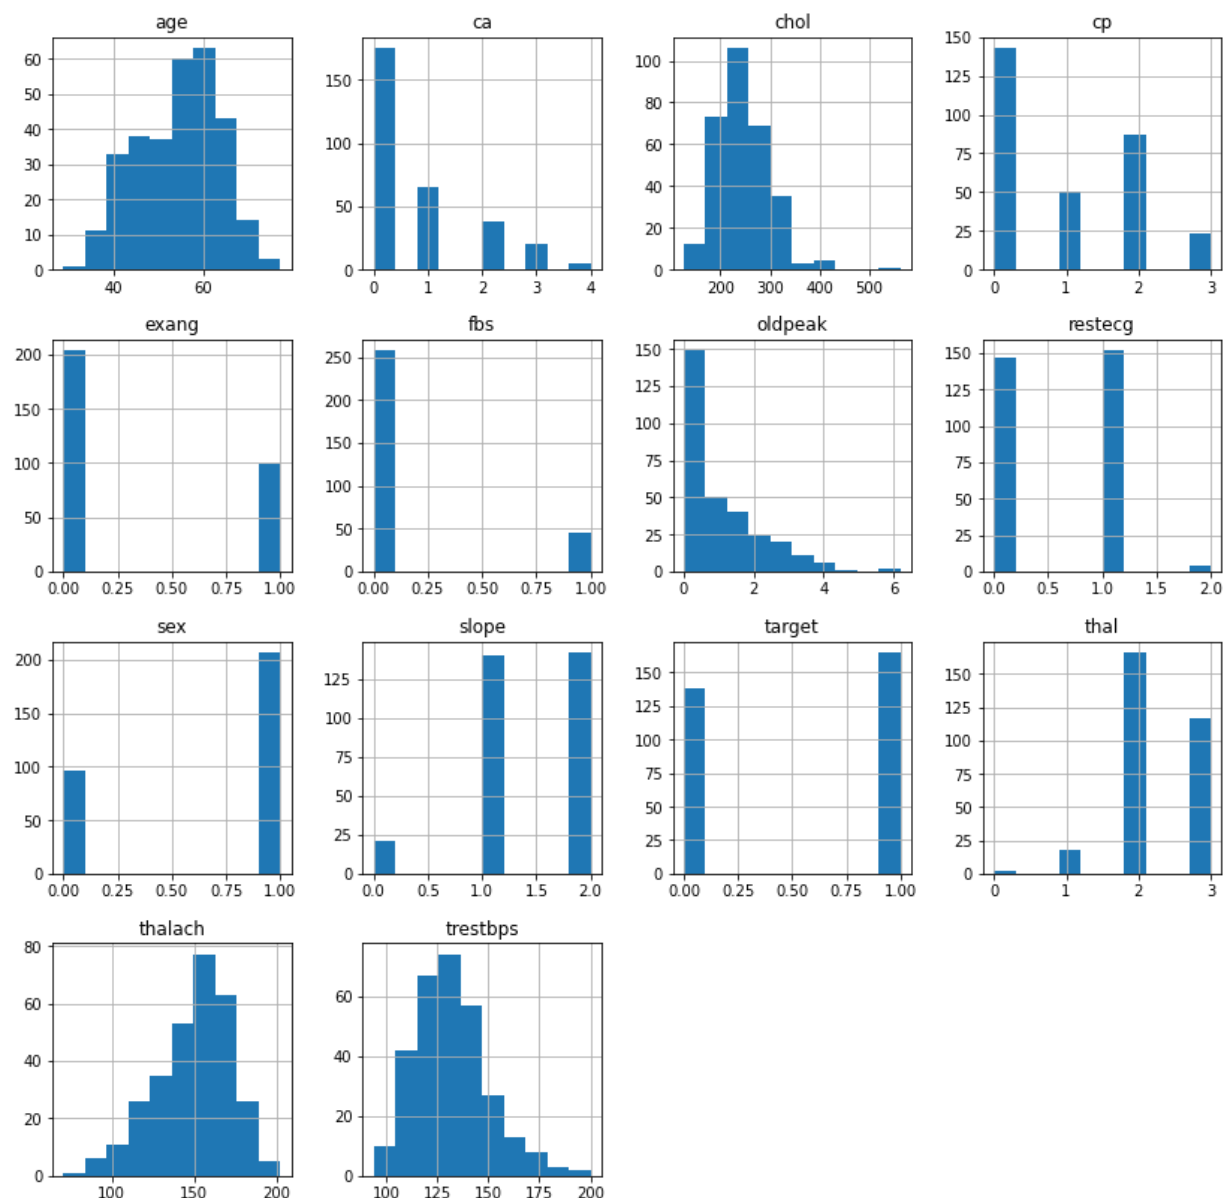 age ca chol cp
60 50 40 30 20 10 0
40 60
150 100 50 0
0 1 2 3 4
100 80 60 40 20 0
200 300 400 500
150 125 100 75 50 25 0
0 1 2 3
exang fbs oldpeak restecg
200 150 100 50 0
0.00 0.25 0.50 0.75 1.00
250 200 150 100 50 0
0.00 0.25 0.50 0.75 1.00
150 125 100 75 50 25 0
0 2 4 6
150 125 100 75 50 25 0
0.0 0.5 1.0 1.5 2.0
sex slope target thal
200 150 100 50 0
0.00 0.25 0.50 0.75 1.00
125 100 75 50 25 0
0.0 0.5 1.0 1.5 2.0
150 125 100 75 50 25 0
0.00 0.25 0.50 0.75 1.00
150 125 100 75 50 25 0
0 1 2 3
thalach trestbps
80 60 40 20 0
100 150 200
60 40 20 0
100 125 150 175 200